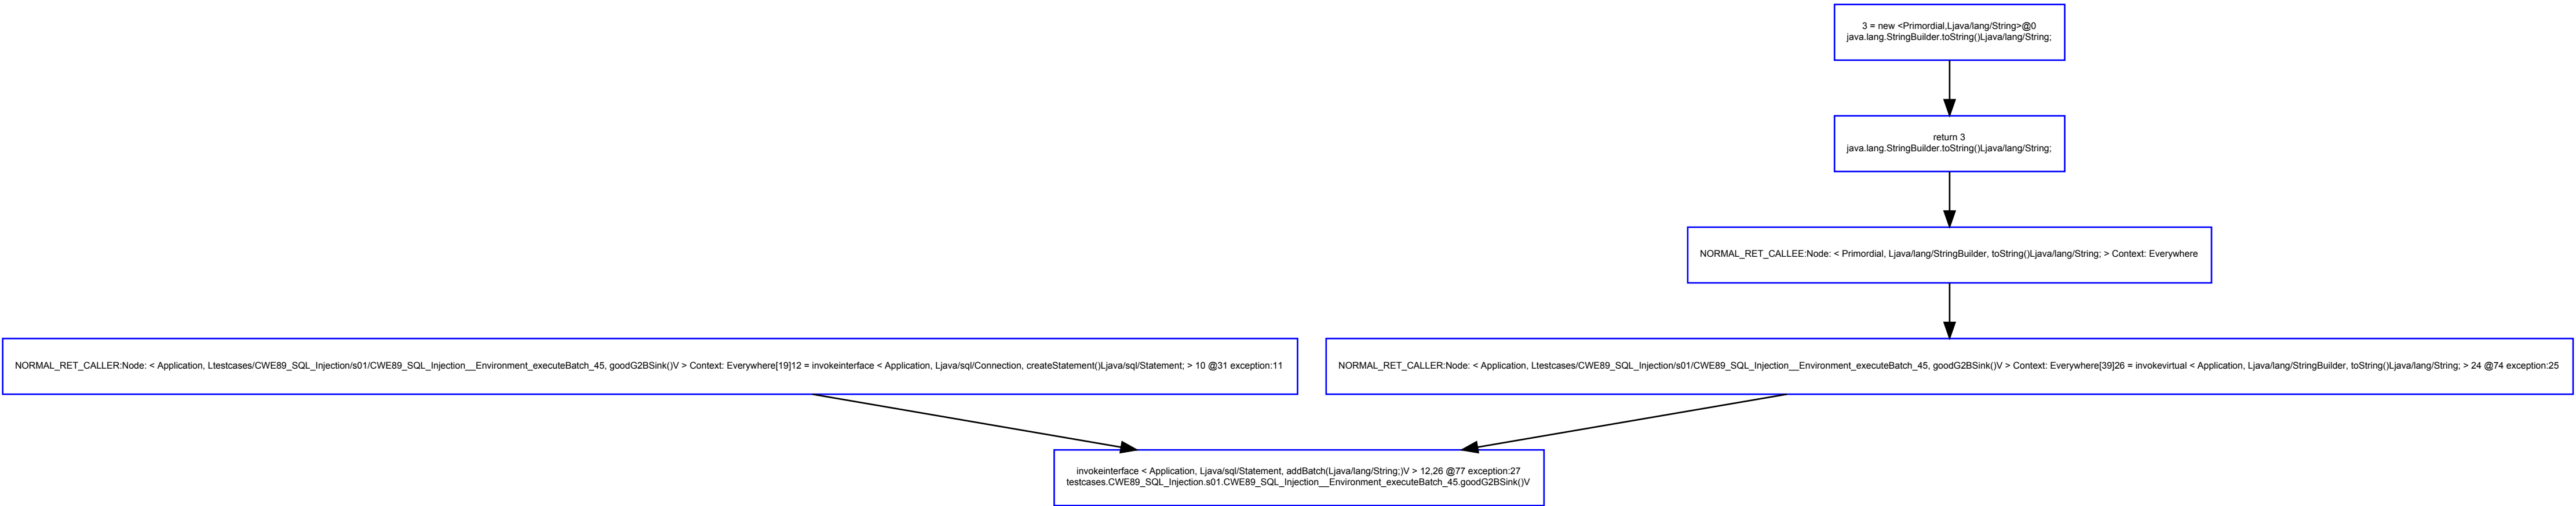 3 = new <Primordial,Ljava/lang/String>@0
java.lang.StringBuilder.toString()Ljava/lang/String;
return 3
java.lang.StringBuilder.toString()Ljava/lang/String;
NORMAL_RET_CALLEE:Node: < Primordial, Ljava/lang/StringBuilder, toString()Ljava/lang/String; > Context: Everywhere
NORMAL_RET_CALLER:Node: < Application, Ltestcases/CWE89_SQL_Injection/s01/CWE89_SQL_Injection__Environment_executeBatch_45, goodG2BSink()V > Context: Everywhere[19]12 = invokeinterface < Application, Ljava/sql/Connection, createStatement()Ljava/sql/Statement; > 10 @31 exception:11
NORMAL_RET_CALLER:Node: < Application, Ltestcases/CWE89_SQL_Injection/s01/CWE89_SQL_Injection__Environment_executeBatch_45, goodG2BSink()V > Context: Everywhere[39]26 = invokevirtual < Application, Ljava/lang/StringBuilder, toString()Ljava/lang/String; > 24 @74 exception:25
invokeinterface < Application, Ljava/sql/Statement, addBatch(Ljava/lang/String;)V > 12,26 @77 exception:27
testcases.CWE89_SQL_Injection.s01.CWE89_SQL_Injection__Environment_executeBatch_45.goodG2BSink()V